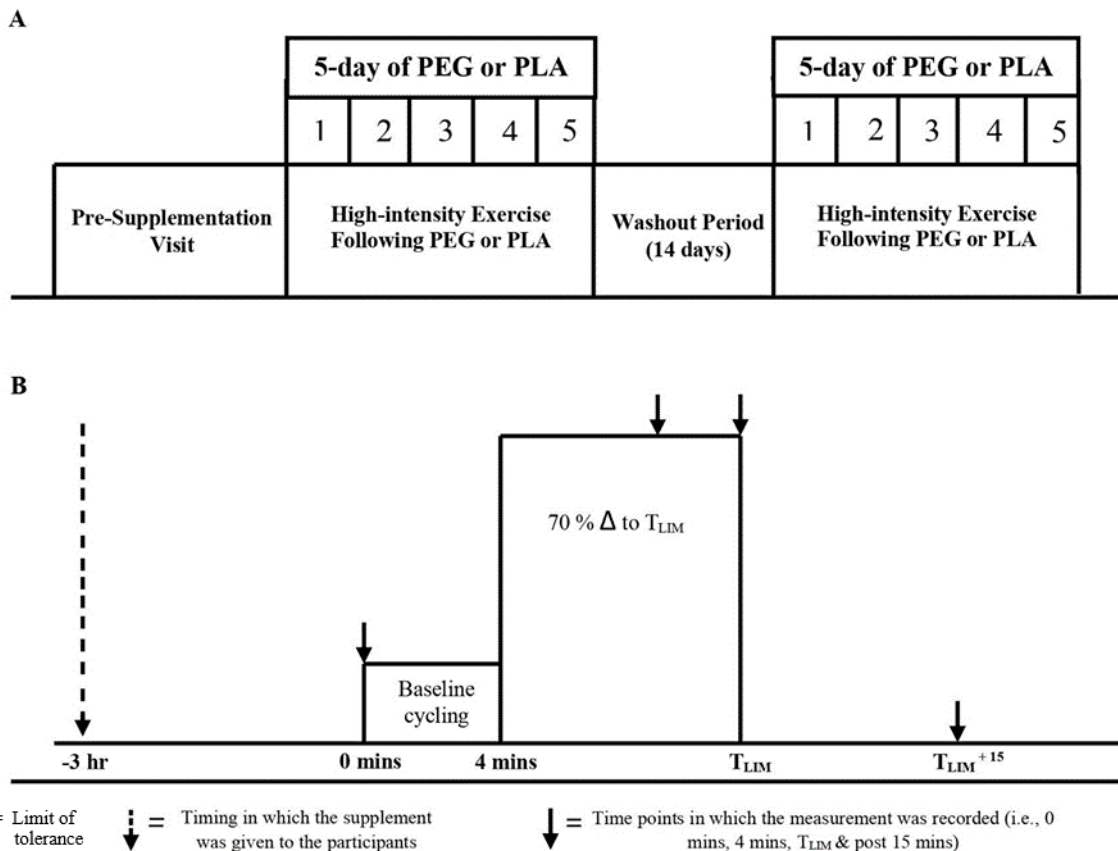 A
5-day of PEG or PLA
5-day of PEG or PLA
1 2 3 4 5
1 2 3 4 5
Pre-Supplementation
Visit
High-intensity Exercise
Following PEG or PLA
Washout Period
(14 days)
High-intensity Exercise
Following PEG or PLA
B
70 % Δ to TLIM
Baseline
cycling
-3 hr
0 mins
4 mins
TLIM
TLIM +15
= Limit of
tolerance
= Timing in which the supplement
was given to the participants
= Time points in which the measurement was recorded (i.e., 0
mins, 4 mins, TLIM & post 15 mins)